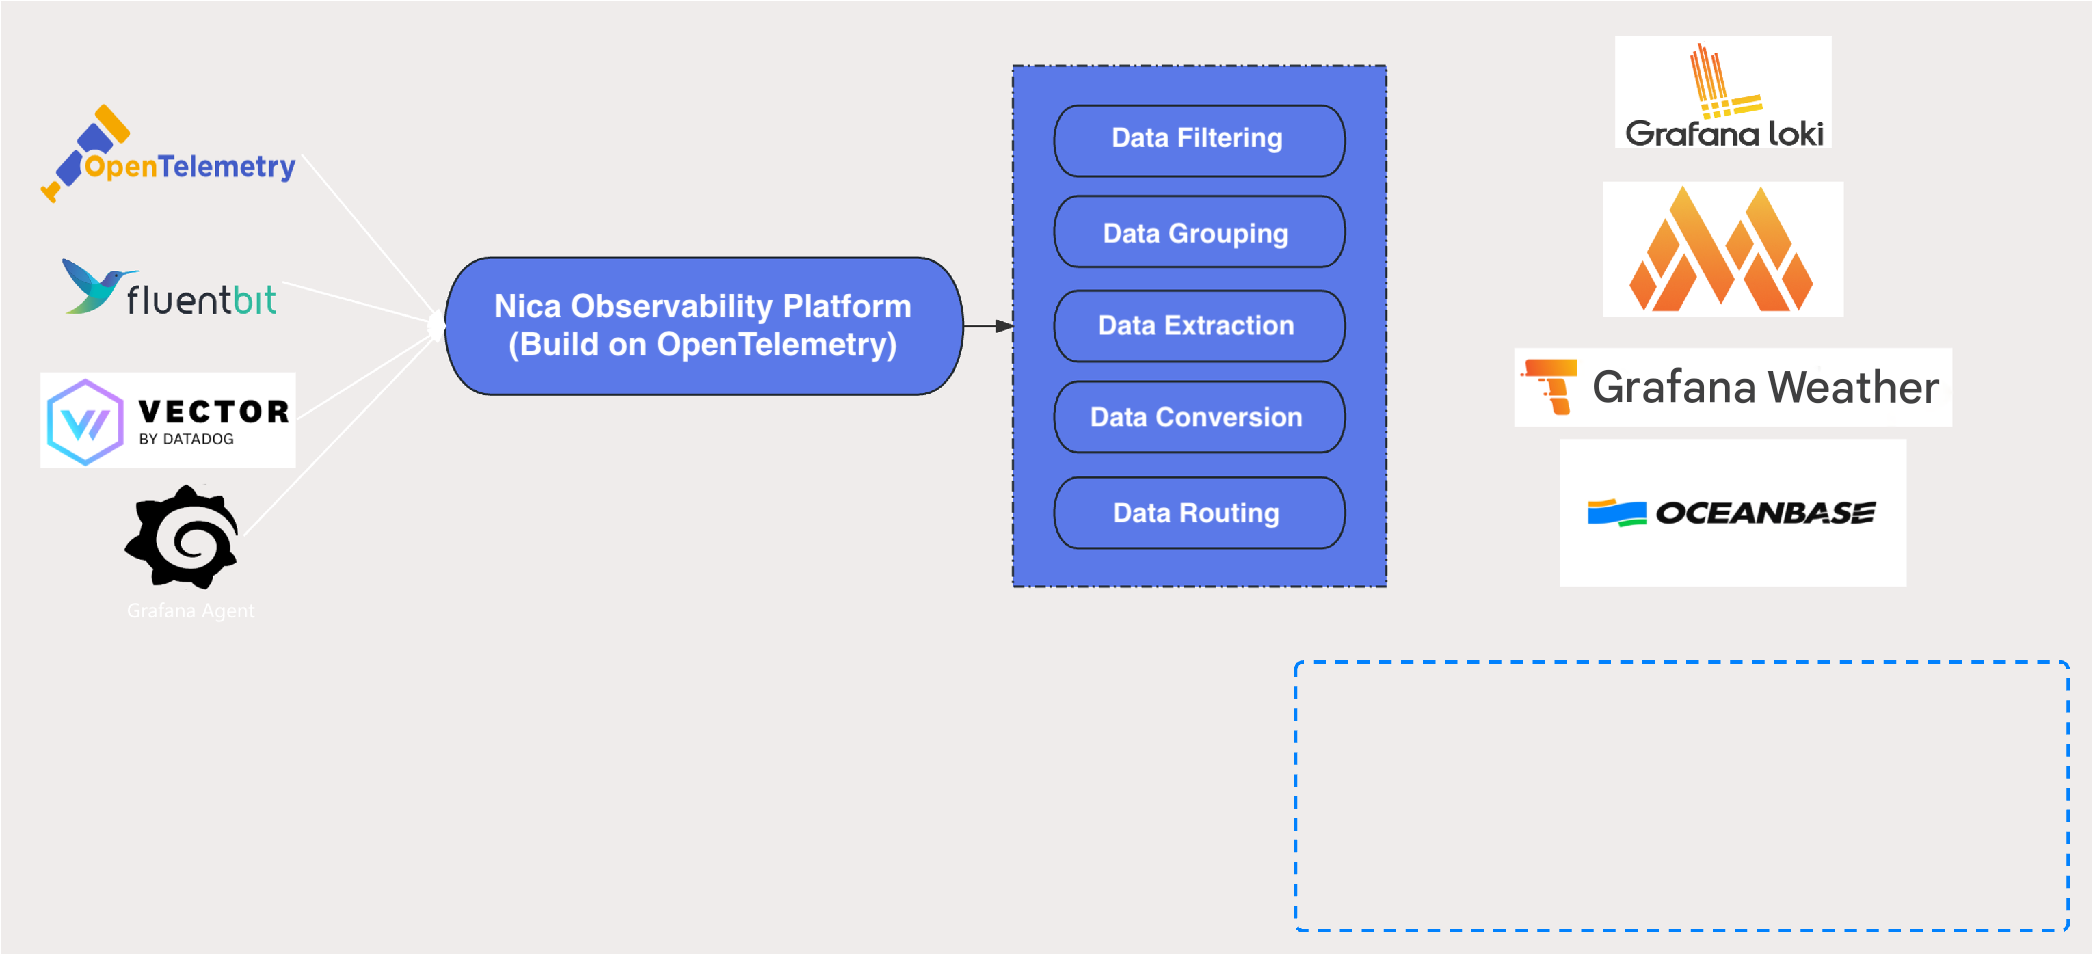 OpenTelemetry
fluentbit
VECTOR
BY DATADOG
Grafana Agent
Nica Observability Platform
(Build on OpenTelemetry)
Data Filtering
Data Grouping
Data Extraction
Data Conversion
Data Routing
Grafana loki
Grafana Weather
OCEANBASE